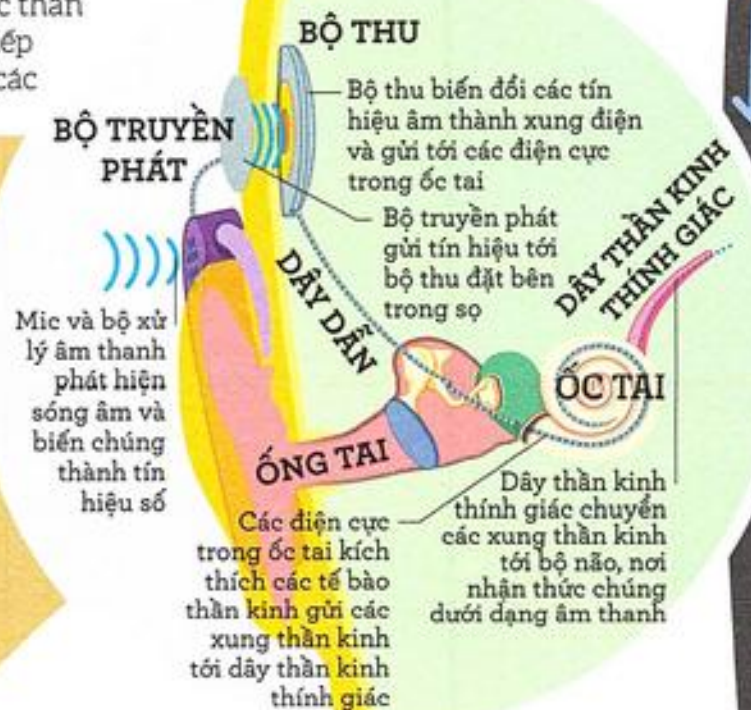 c thần
ếp
các
BỘ THU
Bộ thu biến đổi các tín
hiệu âm thành xung điện
và gửi tới các điện cực
trong ốc tai
BỘ TRUYỀN
PHÁT
Bộ truyền phát
gửi tín hiệu tới
bộ thu đặt bên
trong sọ
DÂY THẦN KINH
THÍNH GIÁC
DÂY DẪN
Mic và bộ xử
lý âm thanh
phát hiện
sóng âm và
biến chúng
thành tín
hiệu số
ỐC TAI
ỐNG TAI
Các điện cực
trong ốc tai kích
thích các tế bào
thần kinh gửi các
xung thần kinh
tới dây thần kinh
thính giác
Dây thần kinh
thính giác chuyển
các xung thần kinh
tới bộ não, nơi
nhận thức chúng
dưới dạng âm thanh